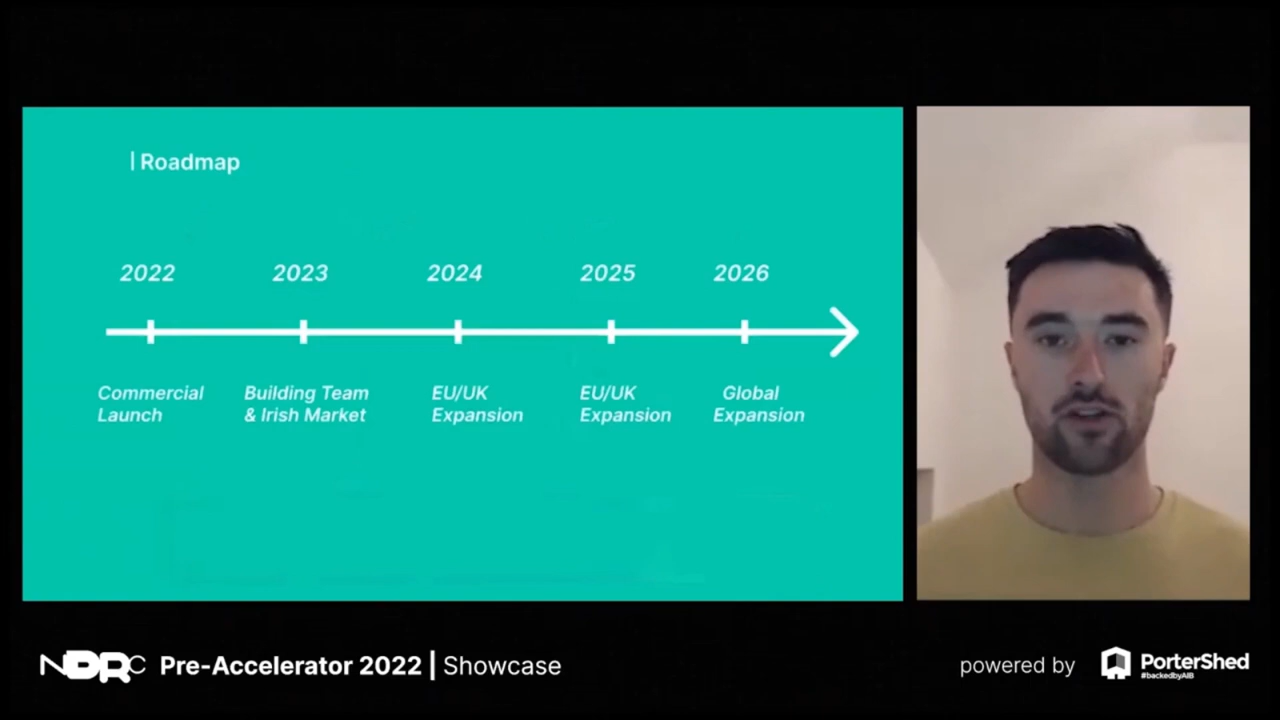 | Roadmap
2022 2023 2024 2025 2026
Commercial Building Team EU/UK EU/UK Global
Launch & Irish Market Expansion Expansion Expansion
NDRC Pre-Accelerator 2022 | Showcase
powered by PorterShed
#backedbyAIB